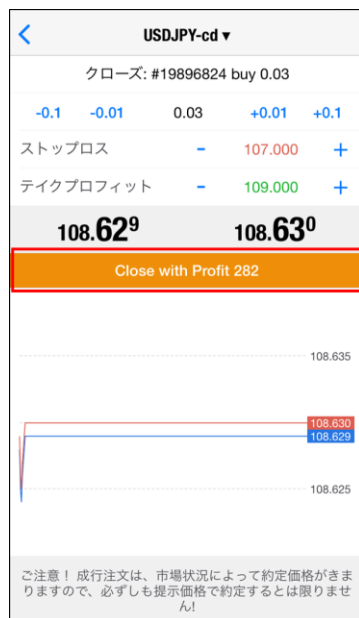 USDJPY-cd ▾
クローズ: #19896824 buy 0.03
-0.1 -0.01 0.03 +0.01 +0.1
ストップロス - 107.000 +
テイクプロフィット - 109.000 +
108.629 108.630
Close with Profit 282
108.635
108.630
108.629
108.625
ご注意！ 成行注文は、市場状況によって約定価格がきま
りますので、必ずしも提示価格で約定するとは限りませ
ん!